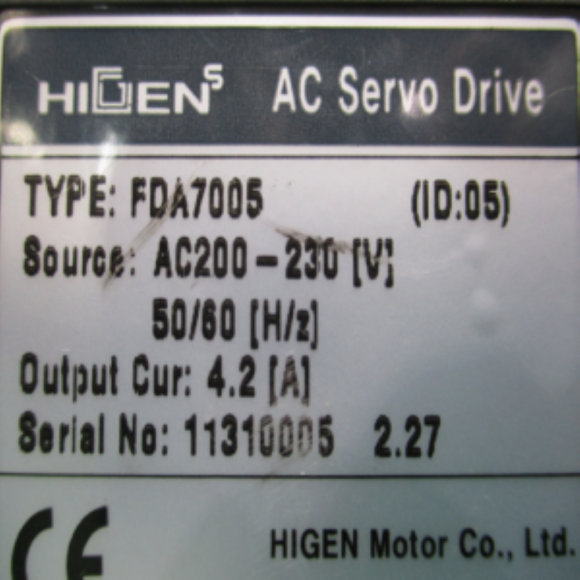 HIGENS AC Servo Drive
TYPE: FDA7005 (ID:05)
Source: AC200-230 [V]
50/60 [H/z]
Output Cur: 4.2 [A]
Serial No: 11310005 2.27
CE HIGEN Motor Co., Ltd.